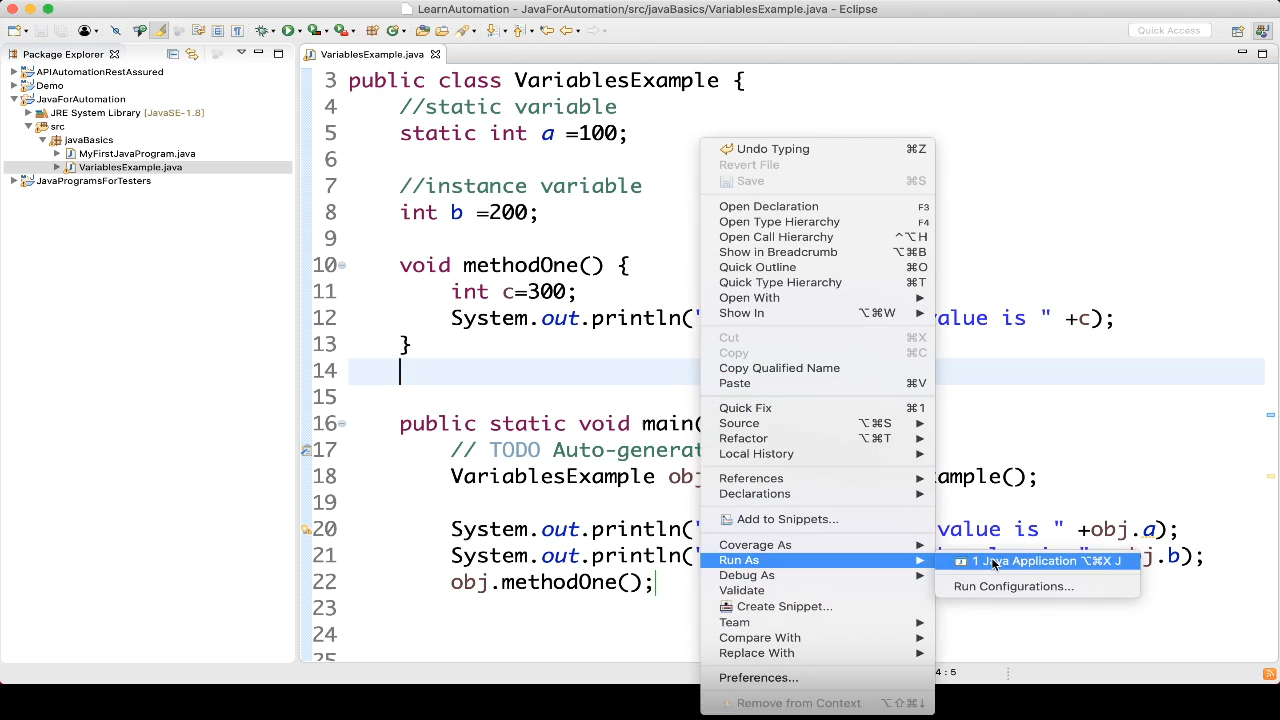 LearnAutomation - JavaForAutomation/src/javaBasics/VariablesExample.java - Eclipse
Quick Access
Package Explorer
APIAutomationRestAssured
Demo
JavaForAutomation
JRE System Library [JavaSE-1.8]
src
javaBasics
MyFirstJavaProgram.java
VariablesExample.java
JavaProgramsForTesters
VariablesExample.java
3 public class VariablesExample {
4 //static variable
5 static int a =100;
6
7 //instance variable
8 int b =200;
9
10 void methodOne() {
11 int c=300;
12 System.out.println(" value is " +c);
13 }
14
15
16 public static void main(
17 // TODO Auto-generat
18 VariablesExample obj ample();
19
20 System.out.println(" value is " +obj.a);
21 System.out.println(" j.b);
22 obj.methodOne();
23
24
25
Undo Typing ⌘Z
Revert File
Save ⌘S
Open Declaration F3
Open Type Hierarchy F4
Open Call Hierarchy ^⌥H
Show in Breadcrumb ⌥⌘B
Quick Outline ⌘O
Quick Type Hierarchy ⌘T
Open With
Show In ⌥⌘W
Cut ⌘X
Copy ⌘C
Copy Qualified Name
Paste ⌘V
Quick Fix ⌘1
Source ⌥⌘S
Refactor ⌥⌘T
Local History
References
Declarations
Add to Snippets...
Coverage As
Run As
Debug As
Validate
Create Snippet...
Team
Compare With
Replace With
Preferences...
Remove from Context ⌥⇧⌘↓
1 Java Application ⌥⌘X J
Run Configurations...
4 : 5